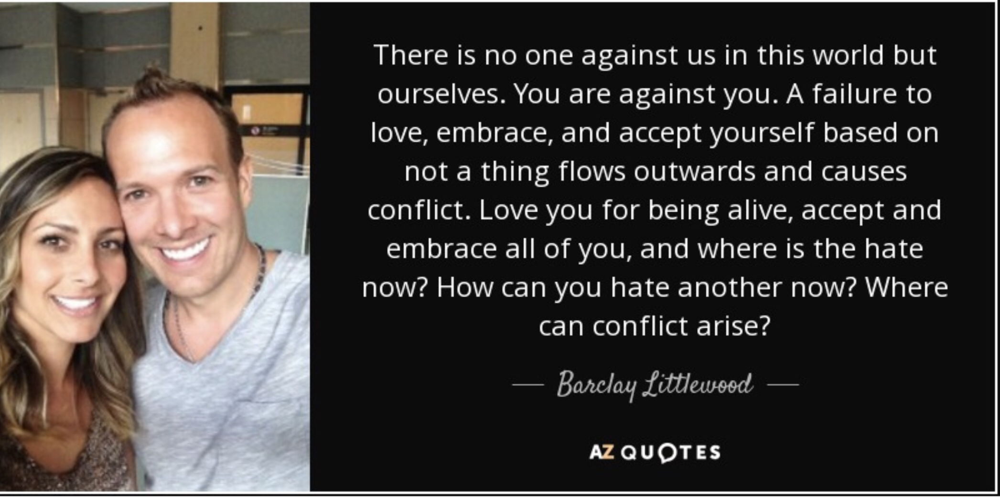 There is no one against us in this world but
ourselves. You are against you. A failure to
love, embrace, and accept yourself based on
not a thing flows outwards and causes
conflict. Love you for being alive, accept and
embrace all of you, and where is the hate
now? How can you hate another now? Where
can conflict arise?
Barclay Littlewood
AZ QUOTES